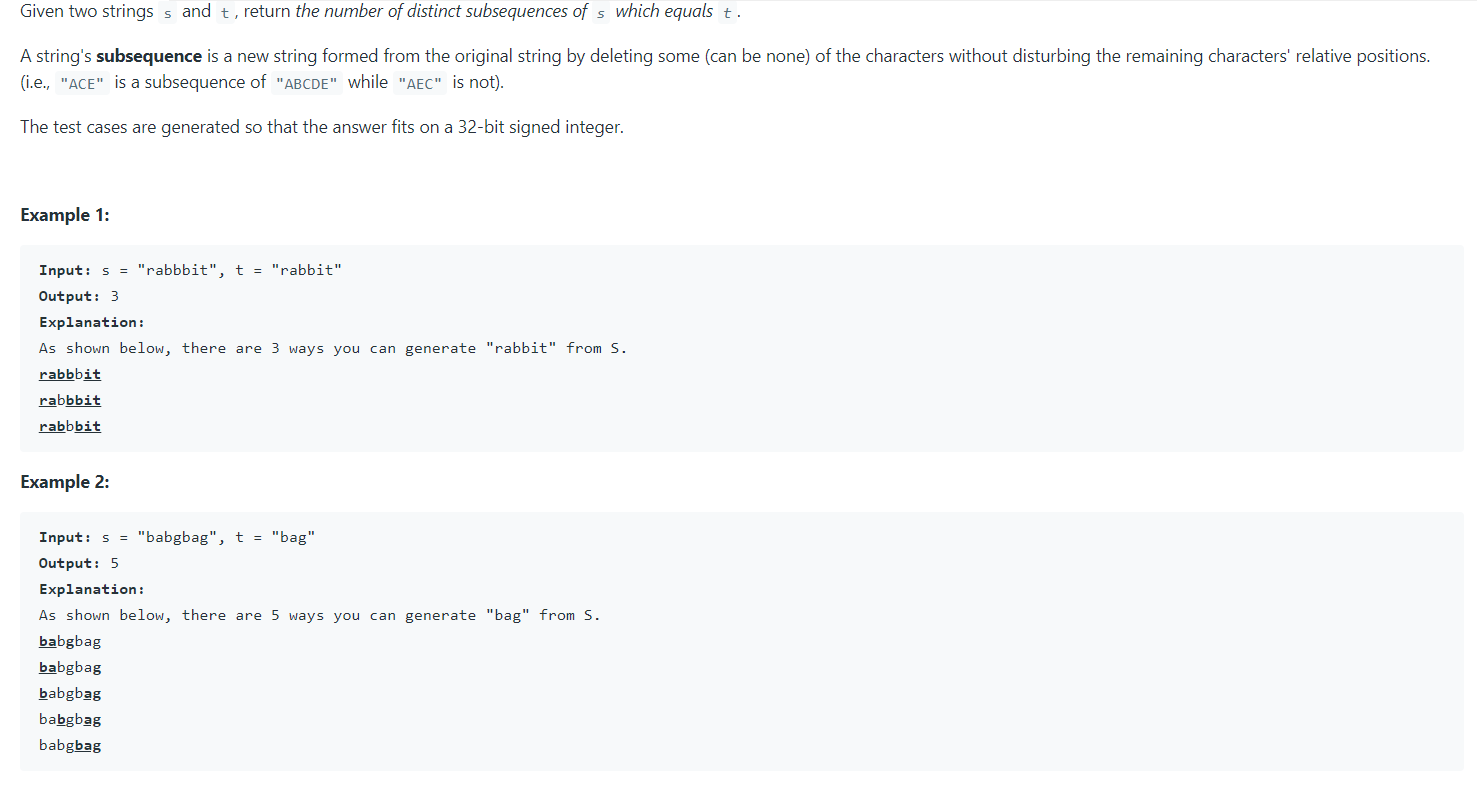 Given two strings s and t, return the number of distinct subsequences of s which equals t.
A string's subsequence is a new string formed from the original string by deleting some (can be none) of the characters without disturbing the remaining characters' relative positions.
(i.e., "ACE" is a subsequence of "ABCDE" while "AEC" is not).
The test cases are generated so that the answer fits on a 32-bit signed integer.
Example 1:
Input: s = "rabbbit", t = "rabbit"
Output: 3
Explanation:
As shown below, there are 3 ways you can generate "rabbit" from S.
rabbbit
rabbbit
rabbbit
Example 2:
Input: s = "babgbag", t = "bag"
Output: 5
Explanation:
As shown below, there are 5 ways you can generate "bag" from S.
babgbag
babgbag
babgbag
babgbag
babgbag